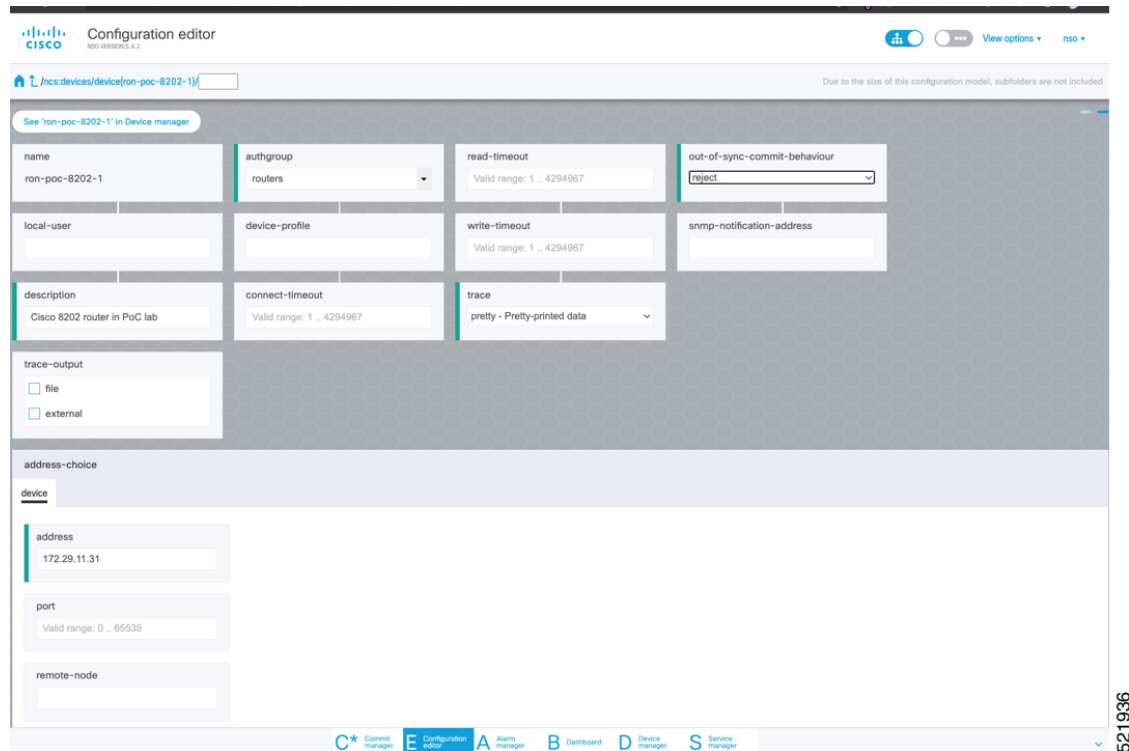 cisco
Configuration editor
NSO VERSION:5.4.2
View options
nso
/ncs:devices/device{ron-poc-8202-1}/
Due to the size of this configuration model, subfolders are not included
See 'ron-poc-8202-1' in Device manager
name
ron-poc-8202-1
authgroup
routers
read-timeout
Valid range: 1 .. 4294967
out-of-sync-commit-behaviour
reject
local-user
device-profile
write-timeout
Valid range: 1 .. 4294967
snmp-notification-address
description
Cisco 8202 router in PoC lab
connect-timeout
Valid range: 1 .. 4294967
trace
pretty - Pretty-printed data
trace-output
file
external
address-choice
device
address
172.29.11.31
port
Valid range: 0 .. 65535
remote-node
C* Commit manager
E Configuration editor
A Alarm manager
B Dashboard
D Device manager
S Service manager
521936